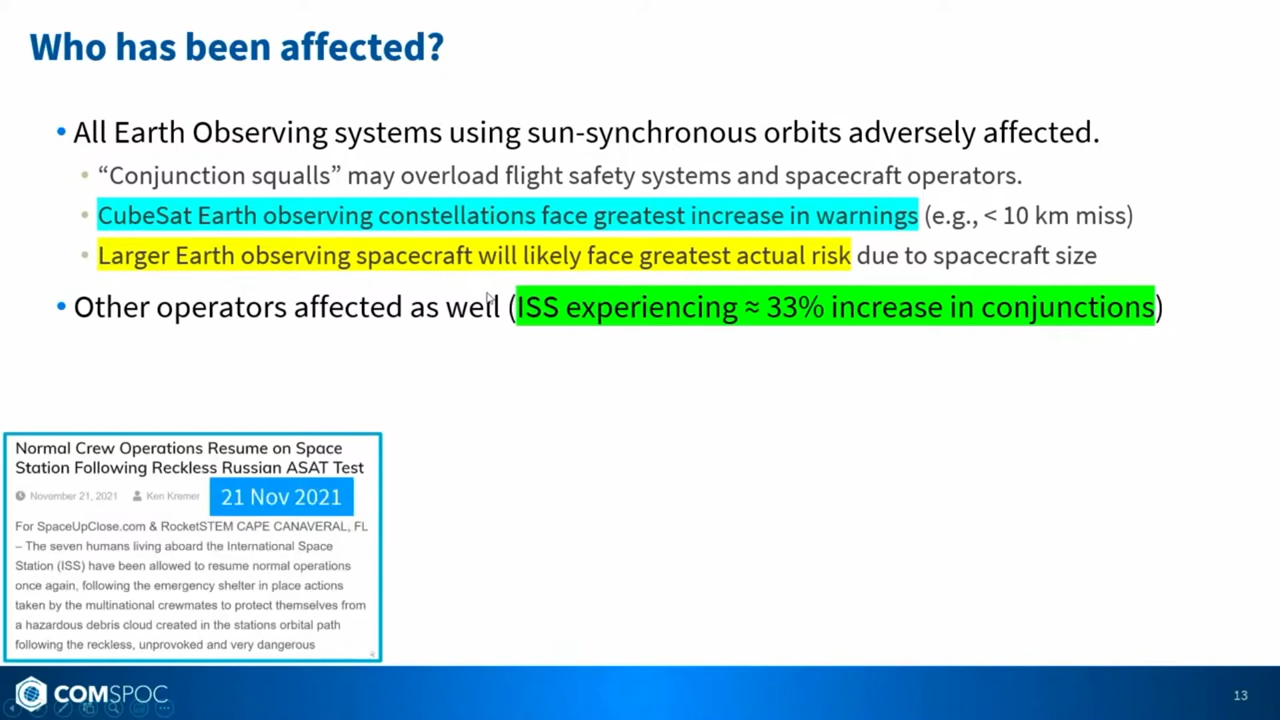 Who has been affected?
• All Earth Observing systems using sun-synchronous orbits adversely affected.
• “Conjunction squalls” may overload flight safety systems and spacecraft operators.
• CubeSat Earth observing constellations face greatest increase in warnings (e.g., < 10 km miss)
• Larger Earth observing spacecraft will likely face greatest actual risk due to spacecraft size
• Other operators affected as well (ISS experiencing ≈ 33% increase in conjunctions)
Normal Crew Operations Resume on Space
Station Following Reckless Russian ASAT Test
November 21, 2021 Ken Kremer 21 Nov 2021
For SpaceUpClose.com & RocketSTEM CAPE CANAVERAL, FL
– The seven humans living aboard the International Space
Station (ISS) have been allowed to resume normal operations
once again, following the emergency shelter in place actions
taken by the multinational crewmates to protect themselves from
a hazardous debris cloud created in the stations orbital path
following the reckless, unprovoked and very dangerous
COMSPOC
13